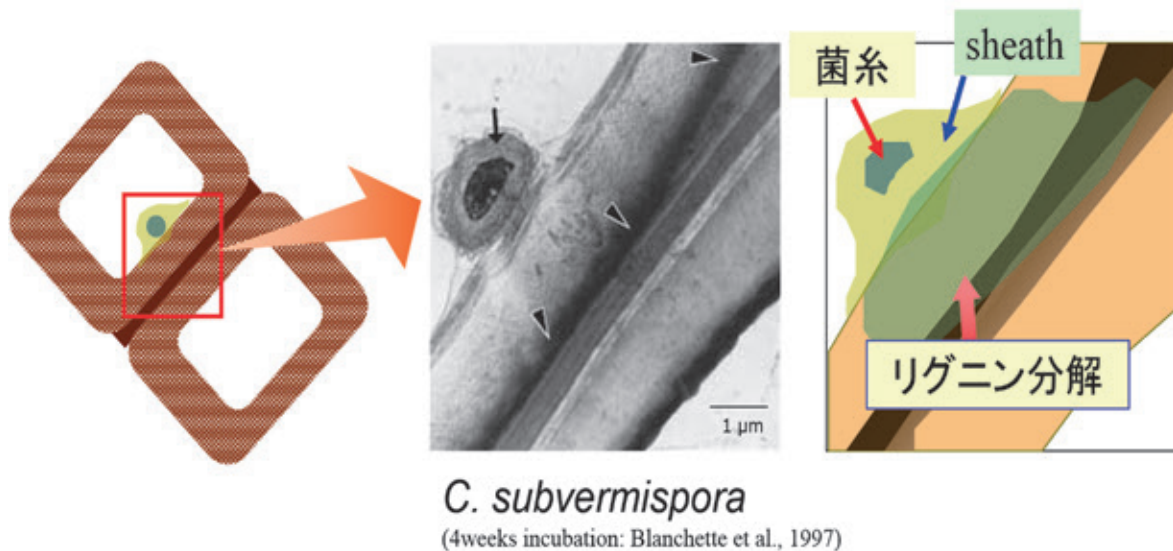 菌糸
sheath
リグニン分解
1 μm
C. subvermispora
(4weeks incubation: Blanchette et al., 1997)